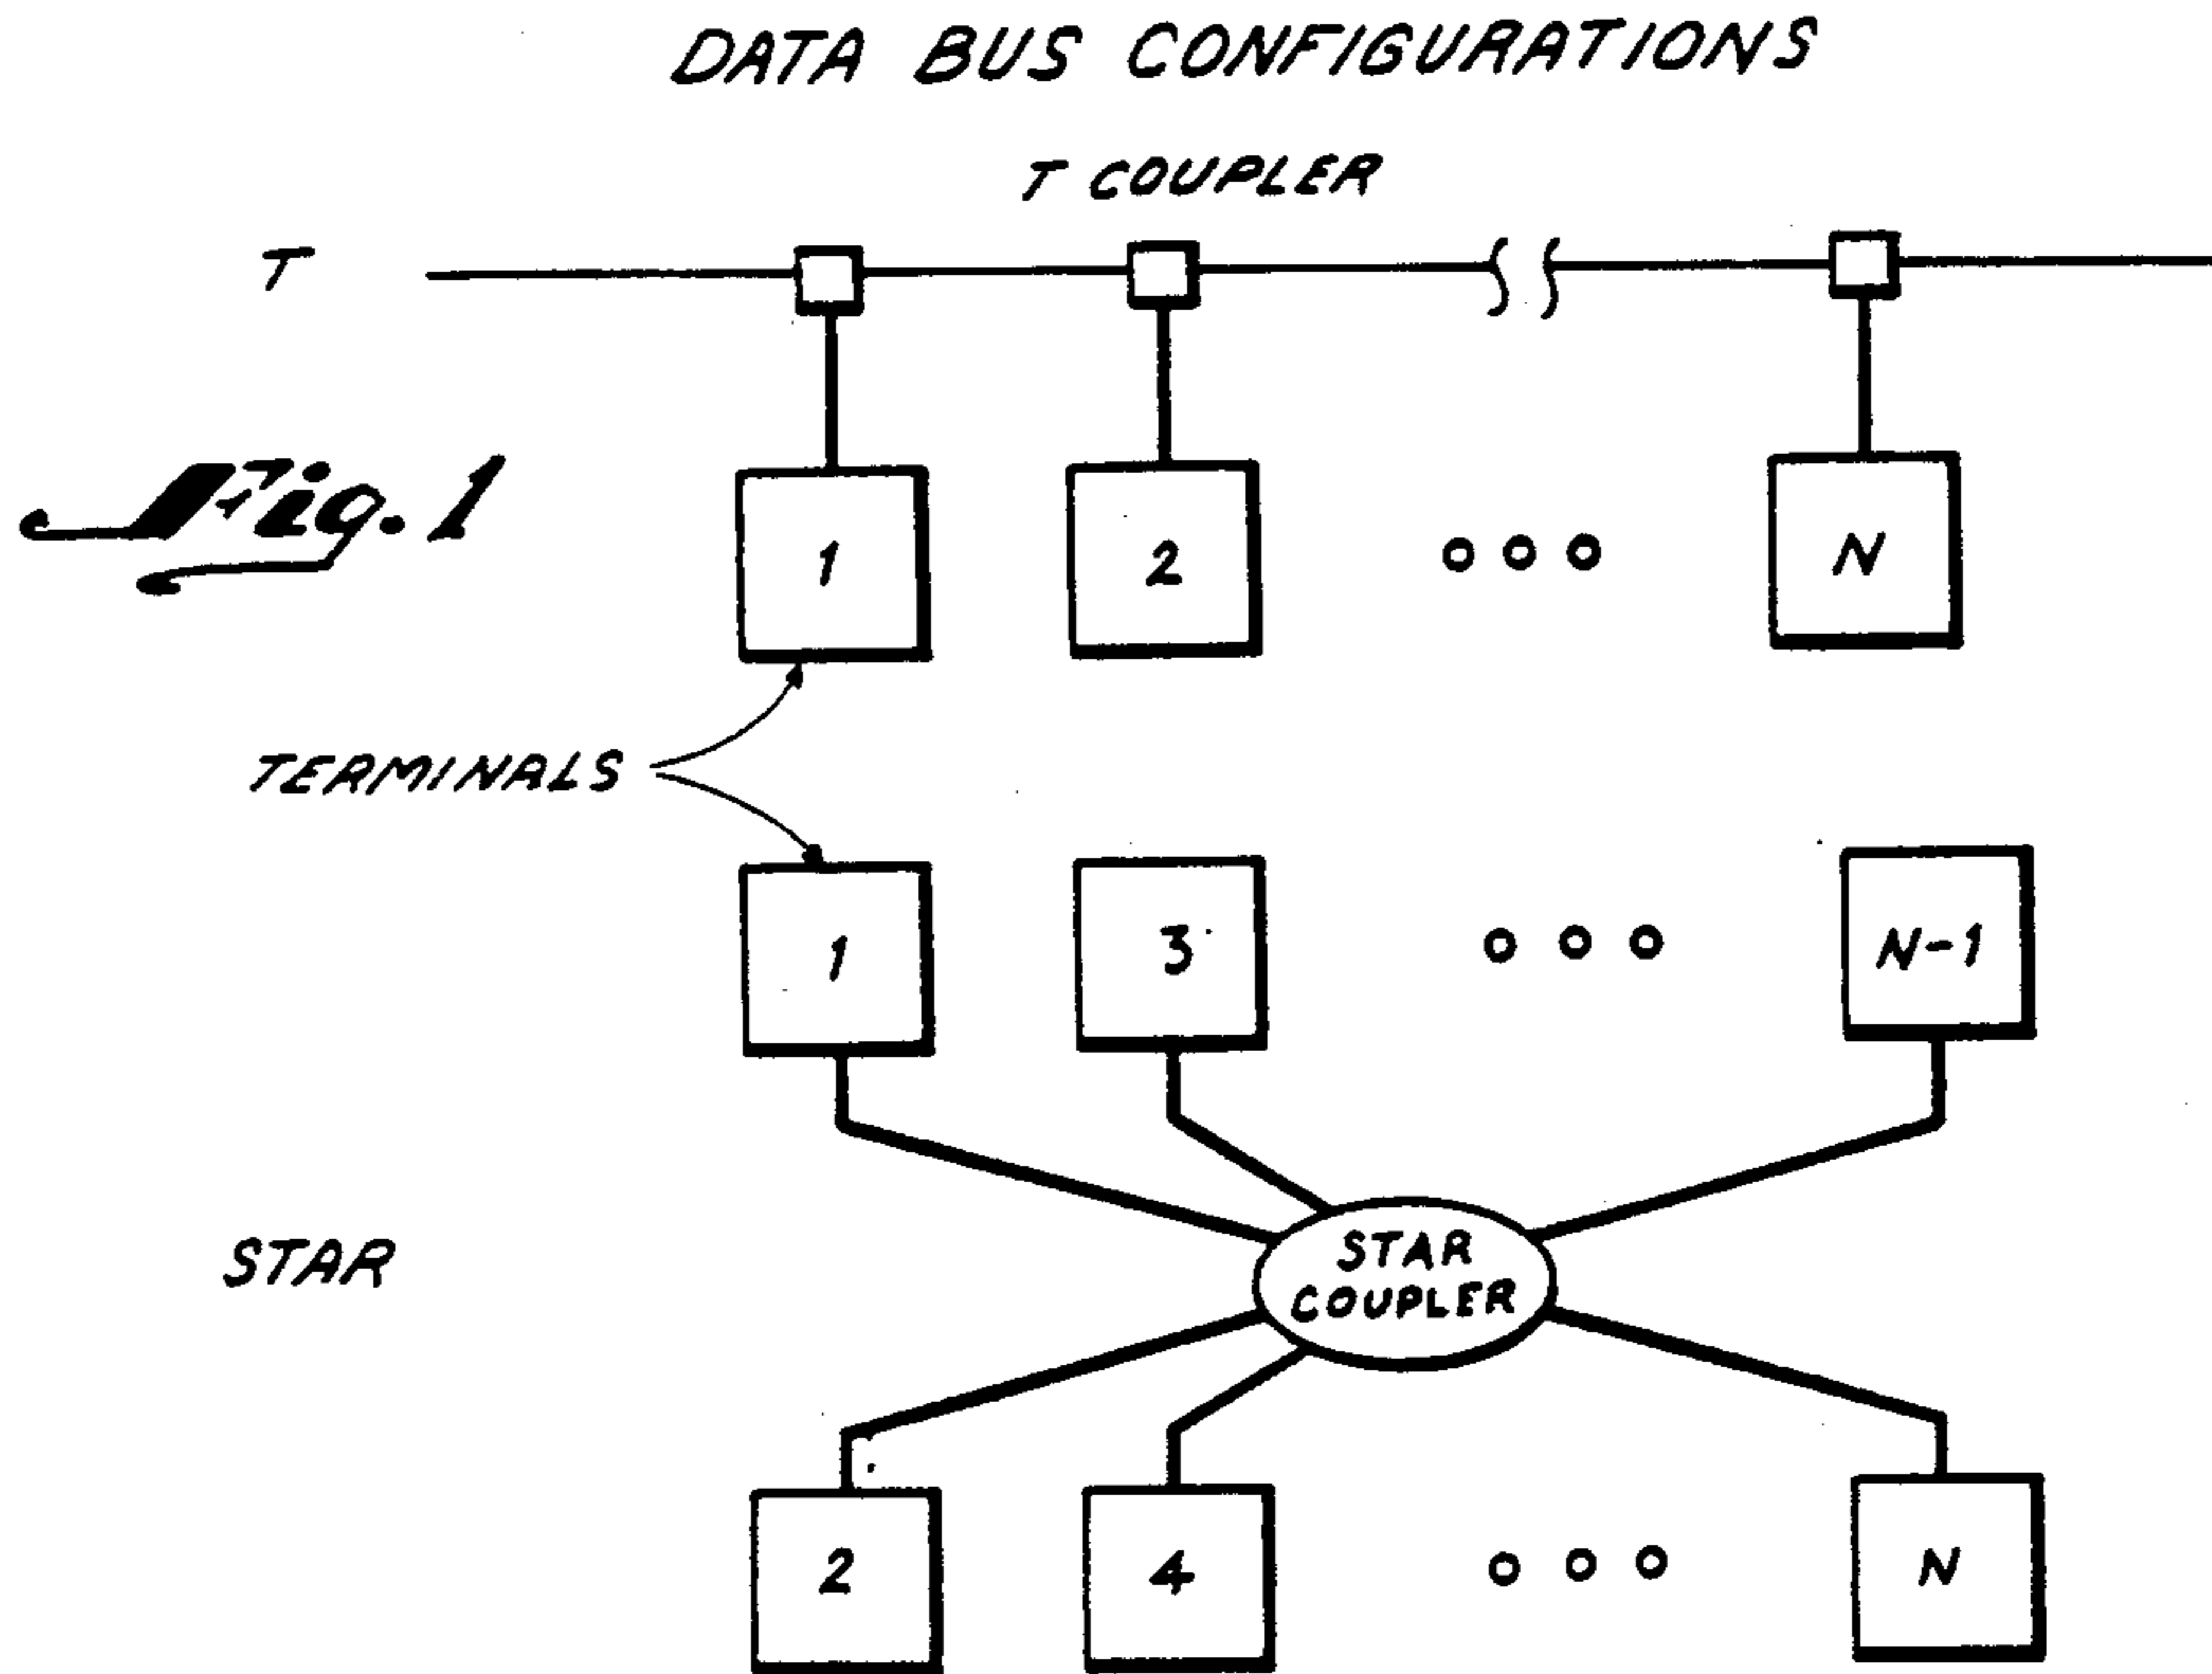 DATA BUS CONFIGURATIONS
T COUPLER
T
Fig. 1
1 2 N
TERMINALS
1 3 N-1
STAR
STAR
COUPLER
2 4 N